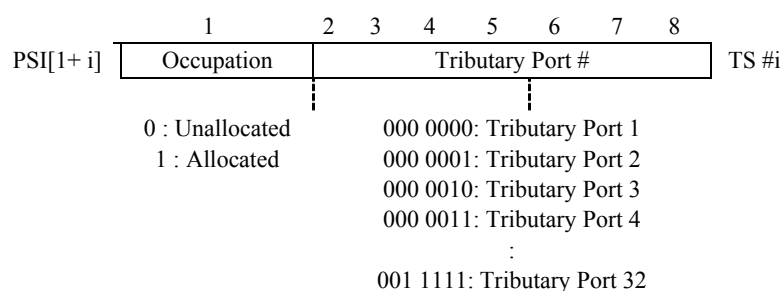 1 2 3 4 5 6 7 8
PSI[1+ i] Occupation Tributary Port # TS #i
0 : Unallocated 000 0000: Tributary Port 1
1 : Allocated 000 0001: Tributary Port 2
000 0010: Tributary Port 3
000 0011: Tributary Port 4
:
001 1111: Tributary Port 32